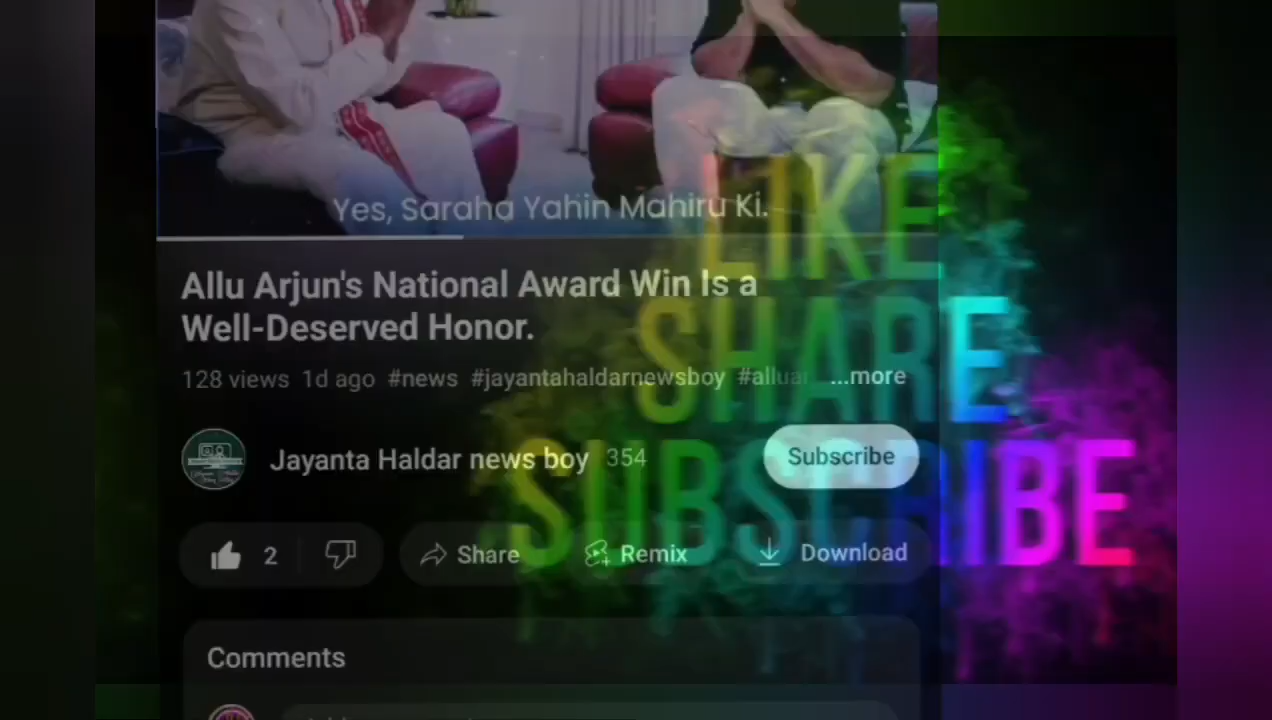 Yes, Saraha Yahin Mahiru Ki.
LIKE
Allu Arjun's National Award Win Is a
Well-Deserved Honor.
SHARE
128 views 1d ago #news #jayantahaldarnewsboy #allua ...more
Jayanta Haldar news boy 354
Subscribe
SUBSCRIBE
2
Share
Remix
Download
Comments